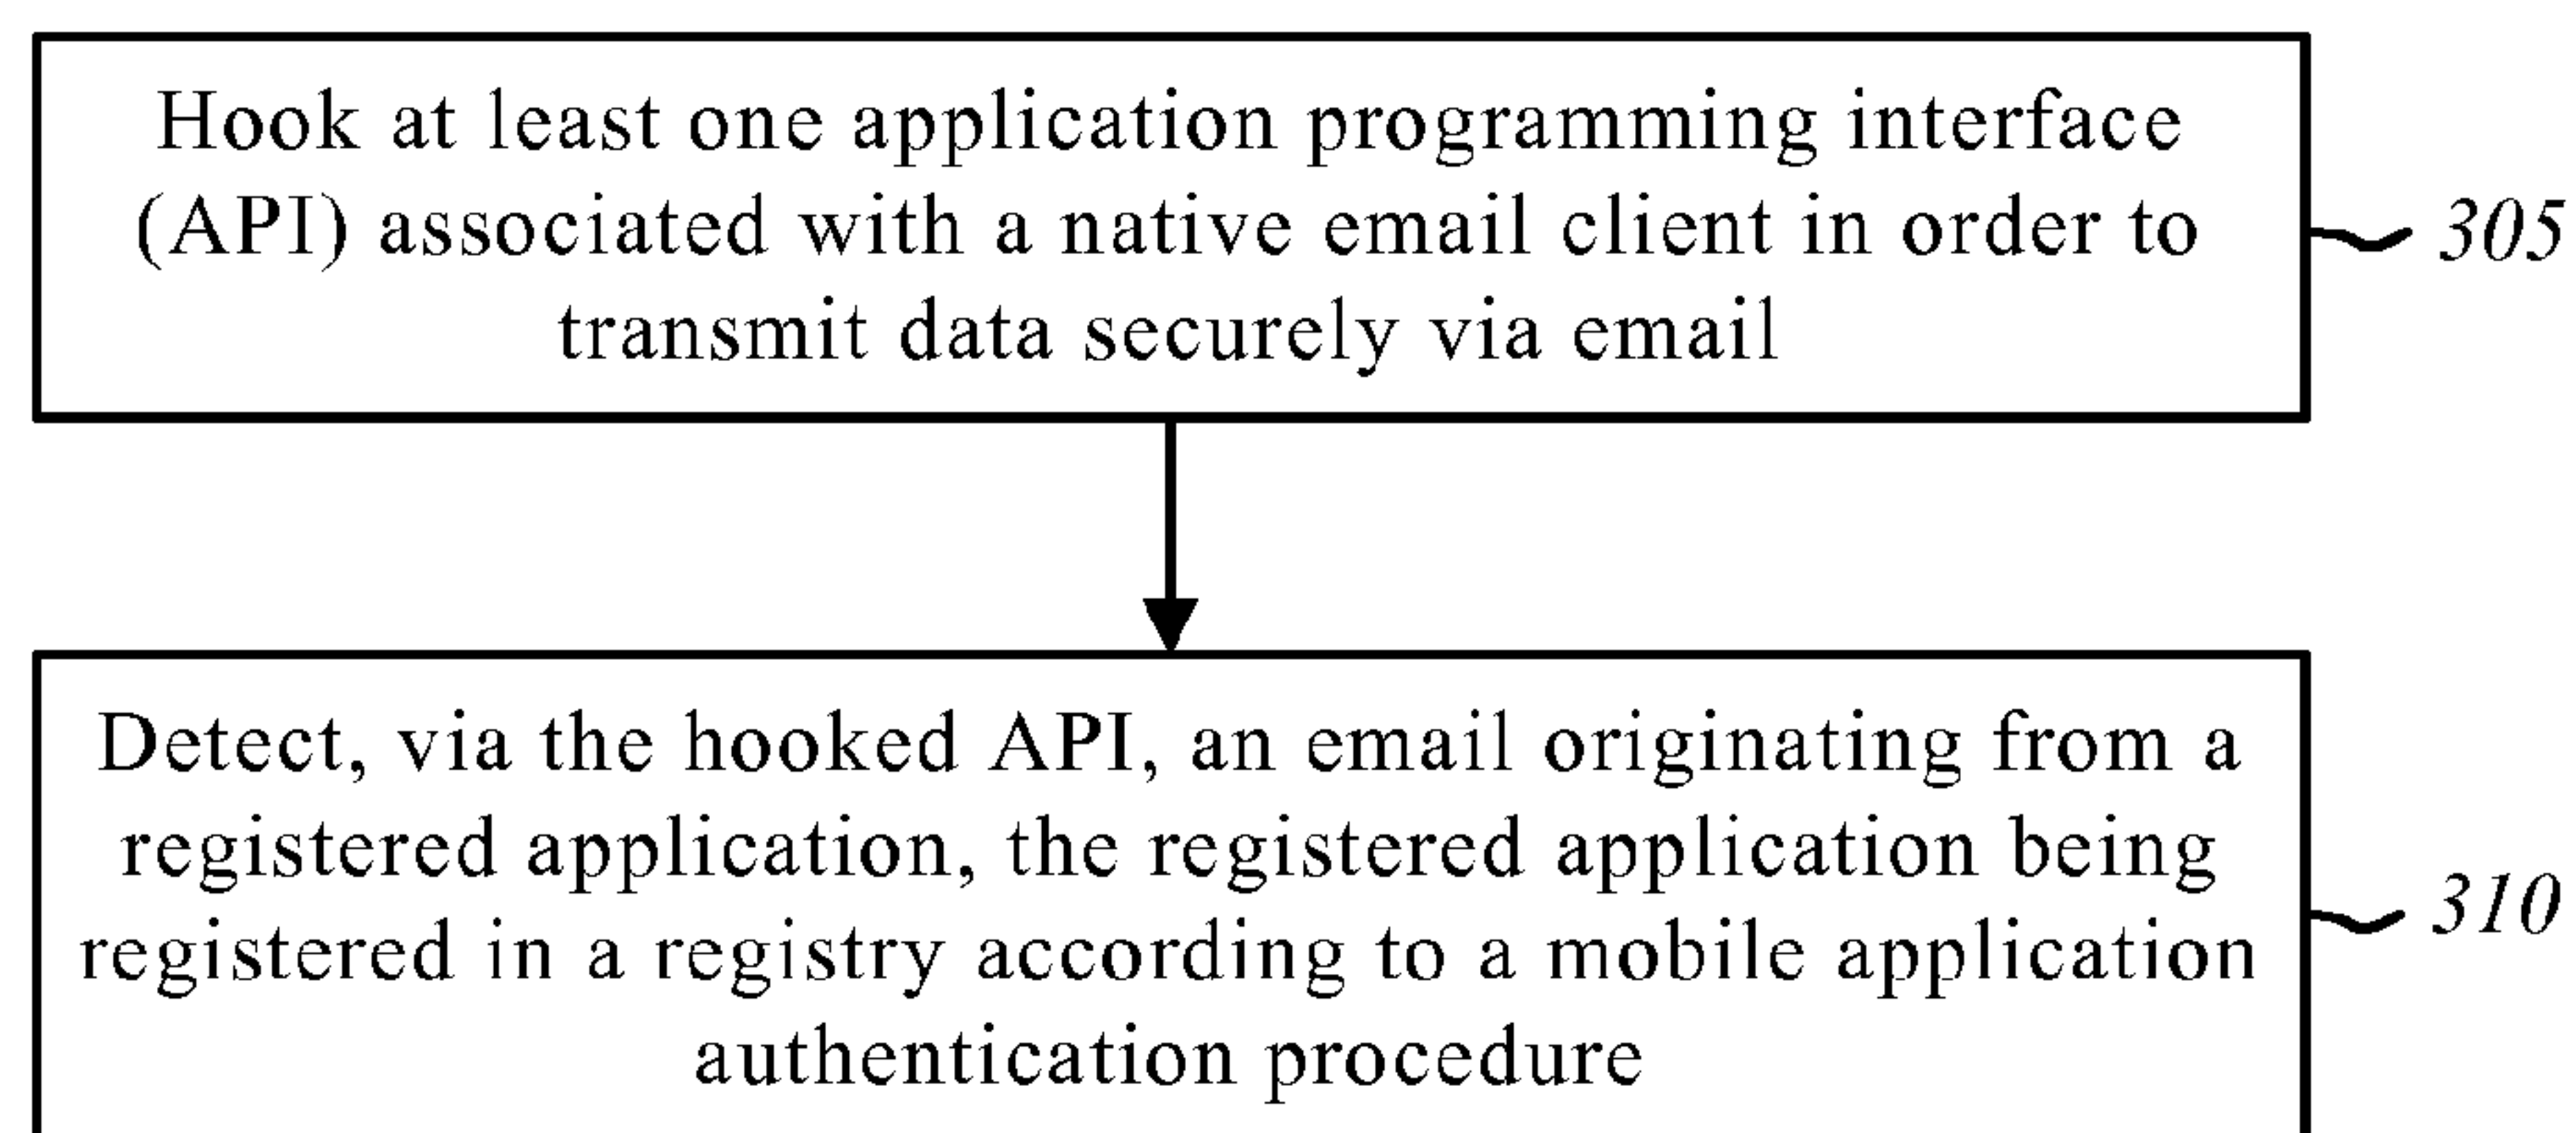 Hook at least one application programming interface
(API) associated with a native email client in order to
transmit data securely via email
305
Detect, via the hooked API, an email originating from a
registered application, the registered application being
registered in a registry according to a mobile application
authentication procedure
310